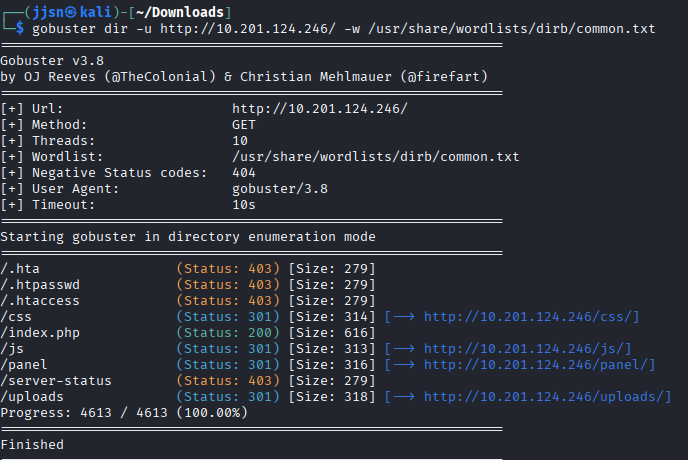 ┌──(jjsn㉿kali)-[~/Downloads]
└─$ gobuster dir -u http://10.201.124.246/ -w /usr/share/wordlists/dirb/common.txt
===============================================================
Gobuster v3.8
by OJ Reeves (@TheColonial) & Christian Mehlmauer (@firefart)
===============================================================
[+] Url:                     http://10.201.124.246/
[+] Method:                  GET
[+] Threads:                 10
[+] Wordlist:                /usr/share/wordlists/dirb/common.txt
[+] Negative Status codes:   404
[+] User Agent:              gobuster/3.8
[+] Timeout:                 10s
===============================================================
Starting gobuster in directory enumeration mode
===============================================================
/.hta                 (Status: 403) [Size: 279]
/.htpasswd            (Status: 403) [Size: 279]
/.htaccess            (Status: 403) [Size: 279]
/css                  (Status: 301) [Size: 314] [--> http://10.201.124.246/css/]
/index.php            (Status: 200) [Size: 616]
/js                   (Status: 301) [Size: 313] [--> http://10.201.124.246/js/]
/panel                (Status: 301) [Size: 316] [--> http://10.201.124.246/panel/]
/server-status        (Status: 403) [Size: 279]
/uploads              (Status: 301) [Size: 318] [--> http://10.201.124.246/uploads/]
Progress: 4613 / 4613 (100.00%)
===============================================================
Finished
===============================================================